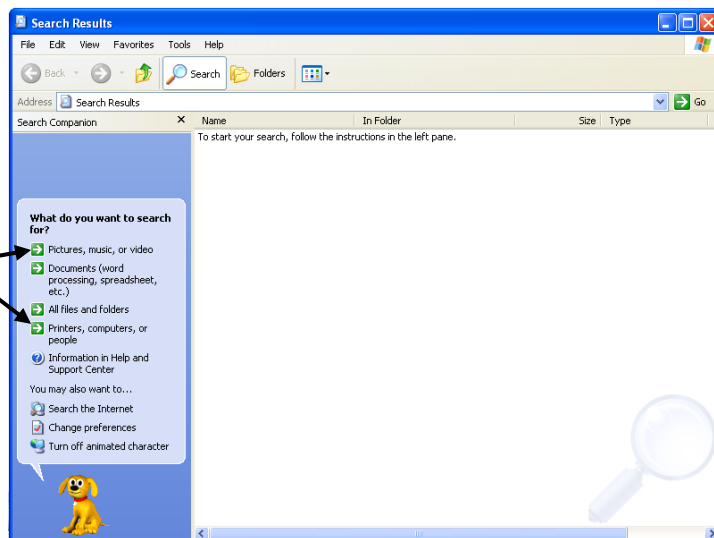 Search Results
File Edit View Favorites Tools Help
Back Search Folders
Address Search Results Go
Search Companion × Name In Folder Size Type
To start your search, follow the instructions in the left pane.
What do you want to search
for?
Pictures, music, or video
Documents (word
processing, spreadsheet,
etc.)
All files and folders
Printers, computers, or
people
Information in Help and
Support Center
You may also want to...
Search the Internet
Change preferences
Turn off animated character